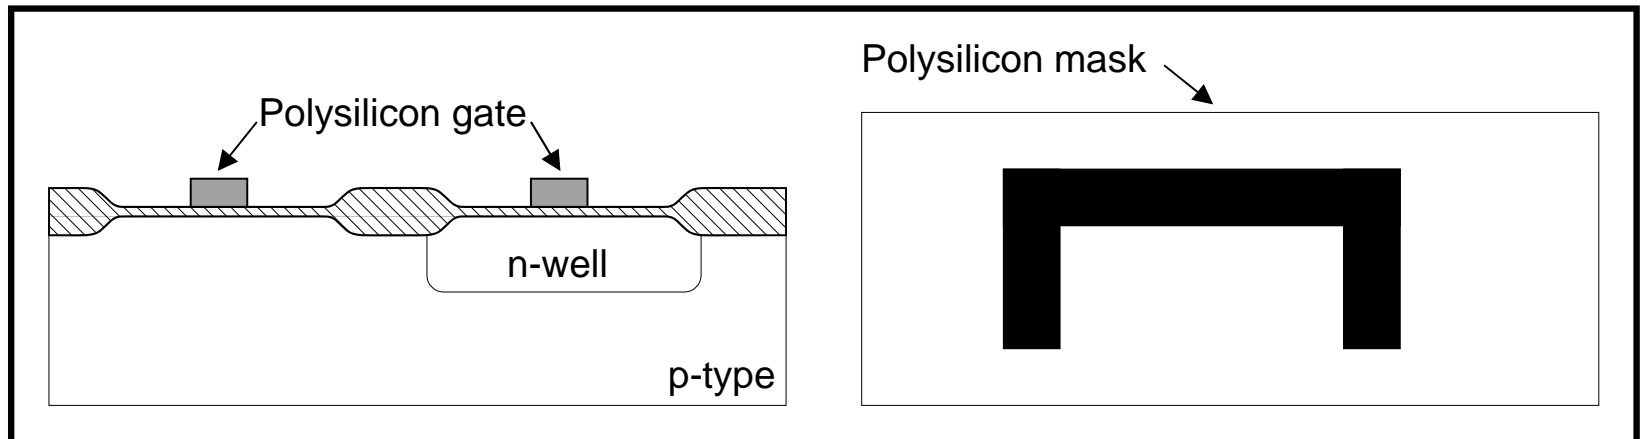 Polysilicon mask
Polysilicon gate
n-well
p-type